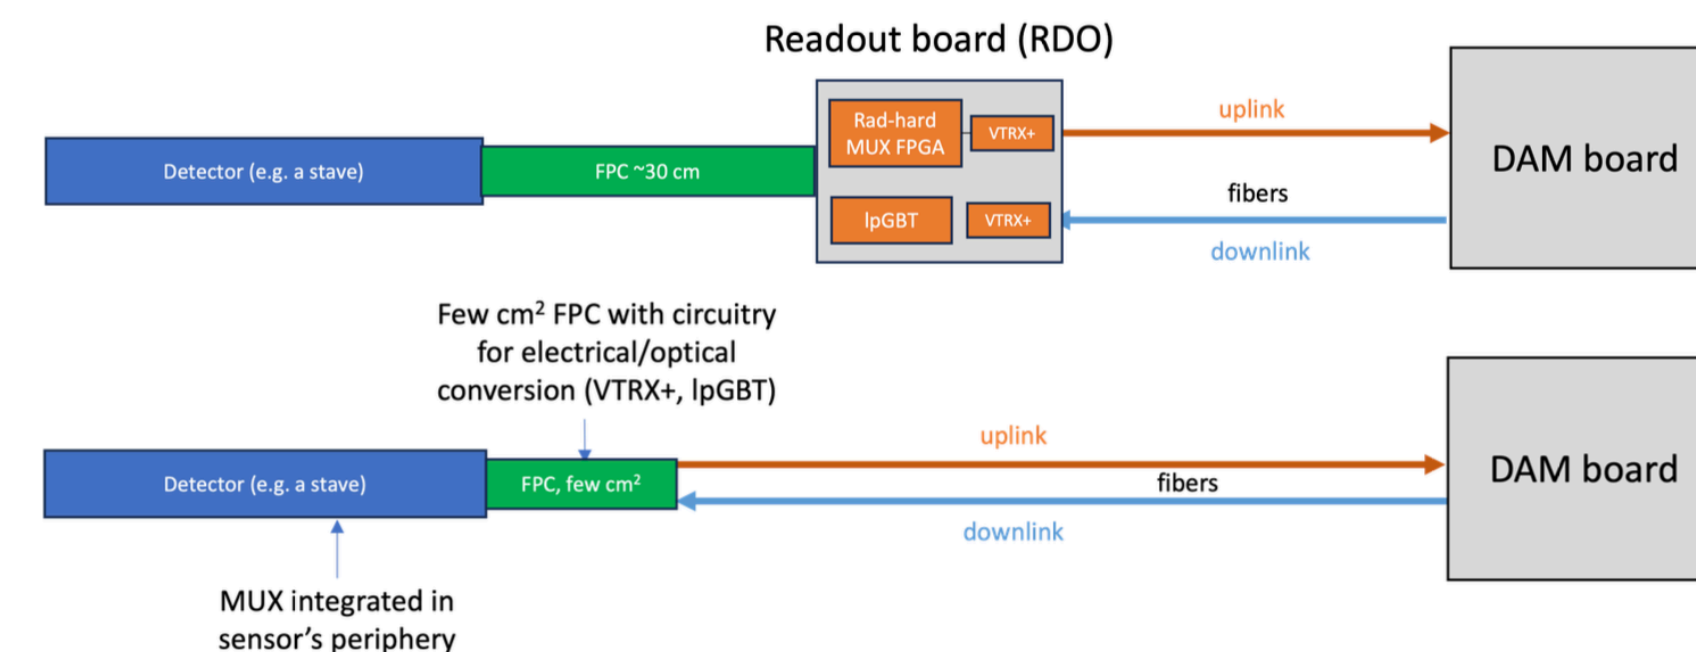 Readout board (RDO)
Rad-hard
MUX FPGA
VTRX+
uplink
DAM board
Detector (e.g. a stave)
FPC ~30 cm
fibers
lpGBT
VTRX+
downlink
Few cm² FPC with circuitry
for electrical/optical
conversion (VTRX+, lpGBT)
uplink
Detector (e.g. a stave)
FPC, few cm²
fibers
DAM board
downlink
MUX integrated in
sensor's periphery